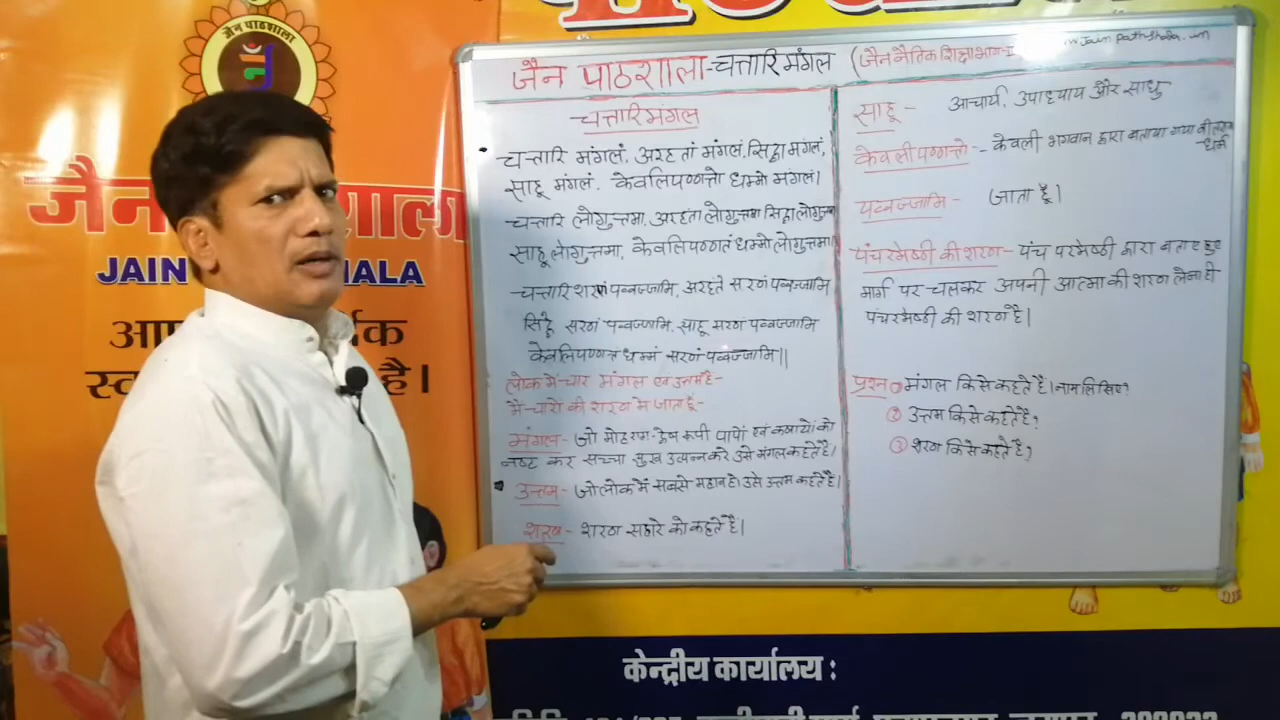 जैन पाठशाला
JAIN
HALA
है।
जैन पाठशाला - चत्तारि मंगल (जैन नैतिक शिक्षा भाग-
चत्तारि मंगल
चत्तारि मंगलं, अरहंतां मंगलं, सिद्धा मंगलं,
साहू मंगलं, केवलिपण्णत्तो धम्मो मंगलं।
चत्तारि लोगुत्तमा, अरहंता लोगुत्तमा सिद्धा लोगुत्तमा
साहू लोगुत्तमा, केवलिपण्णतं धम्मो लोगुत्तमा
चत्तारि शरणं पव्वज्जामि, अरहंते सरणं पव्वज्जामि
सिद्धे सरणं पव्वज्जामि, साहू सरणं पव्वज्जामि
केवलिपण्णत्तं धम्मं सरणं पव्वज्जामि॥
लोक में चार मंगल एवं उत्तम है-
मैं चारों की शरण में जाता हूँ-
मंगल - जो मोह राग-द्वेष रूपी पापों एवं कषायों को
नष्ट कर सच्चा सुख उत्पन्न करे उसे मंगल कहते है।
उत्तम - जो लोक में सबसे महान हो उसे उत्तम कहते है।
शरण - शरण सहारे को कहते है।
साहू - आचार्य, उपाध्याय और साधु
केवलीपण्णत्तो - केवली भगवान द्वारा बताया गया वीतराग
धर्म
पव्वज्जामि - जाता हूँ।
पंचरमेष्ठी की शरण - पंच परमेष्ठी द्वारा बताए हुए
मार्ग पर चलकर अपनी आत्मा की शरण लेना ही
पंचरमेष्ठी की शरण है।
प्रश्न ① मंगल किसे कहते है। नाम लिखिए?
② उत्तम किसे कहते है?
③ शरण किसे कहते है?
केन्द्रीय कार्यालय :